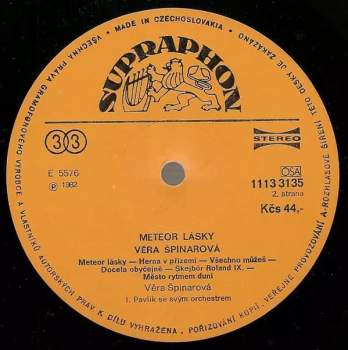 • MADE IN CZECHOSLOVAKIA •
VŠECHNA PRÁVA GRAMOFONOVÉHO VÝROBCE A VLASTNÍKŮ AUTORSKÝCH PRÁV K DÍLU VYHRAŽENA. POŘIZOVÁNÍ KOPIÍ, VEŘEJNÉ PROVOZOVÁNÍ A ROZHLASOVÉ ŠÍŘENÍ TÉTO DESKY JE ZAKÁZÁNO
SUPRAPHON
33
STEREO
E 5576
℗ 1982
OSA
1113 3135
2. strana
Kčs 44,-
METEOR LÁSKY
VĚRA ŠPINAROVÁ
Meteor lásky — Herna v přízemí — Všechno můžeš —
Docela obyčejně — Skejbôr Roland IX. —
Město rytmem duní
Věra Špinarová
I. Pavlík se svým orchestrem